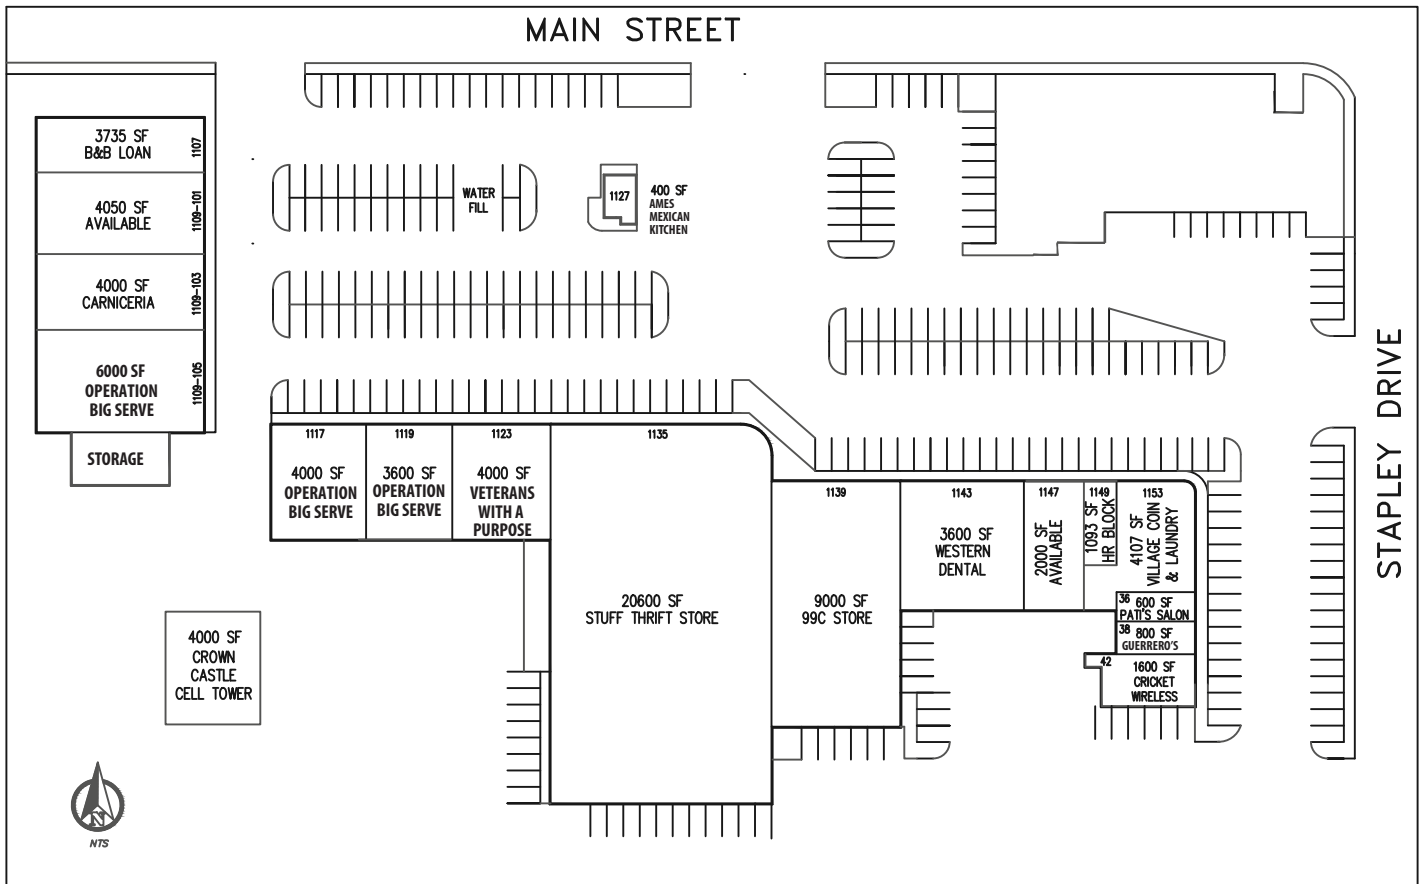 MAIN STREET
3735 SF
B&B LOAN
1107
4050 SF
AVAILABLE
1109-101
4000 SF
CARNICERIA
1109-103
6000 SF
OPERATION
BIG SERVE
1109-105
STORAGE
WATER
FILL
1127
400 SF
AMES
MEXICAN
KITCHEN
STAPLEY DRIVE
1117
4000 SF
OPERATION
BIG SERVE
1119
3600 SF
OPERATION
BIG SERVE
1123
4000 SF
VETERANS
WITH A
PURPOSE
1135
20600 SF
STUFF THRIFT STORE
1139
9000 SF
99C STORE
1143
3600 SF
WESTERN
DENTAL
1147
2000 SF
AVAILABLE
1149
1093 SF
HR BLOCK
1153
4107 SF
VILLAGE COIN
& LAUNDRY
36
600 SF
PATI'S SALON
38
800 SF
GUERRERO'S
42
1600 SF
CRICKET
WIRELESS
4000 SF
CROWN
CASTLE
CELL TOWER
N
NTS